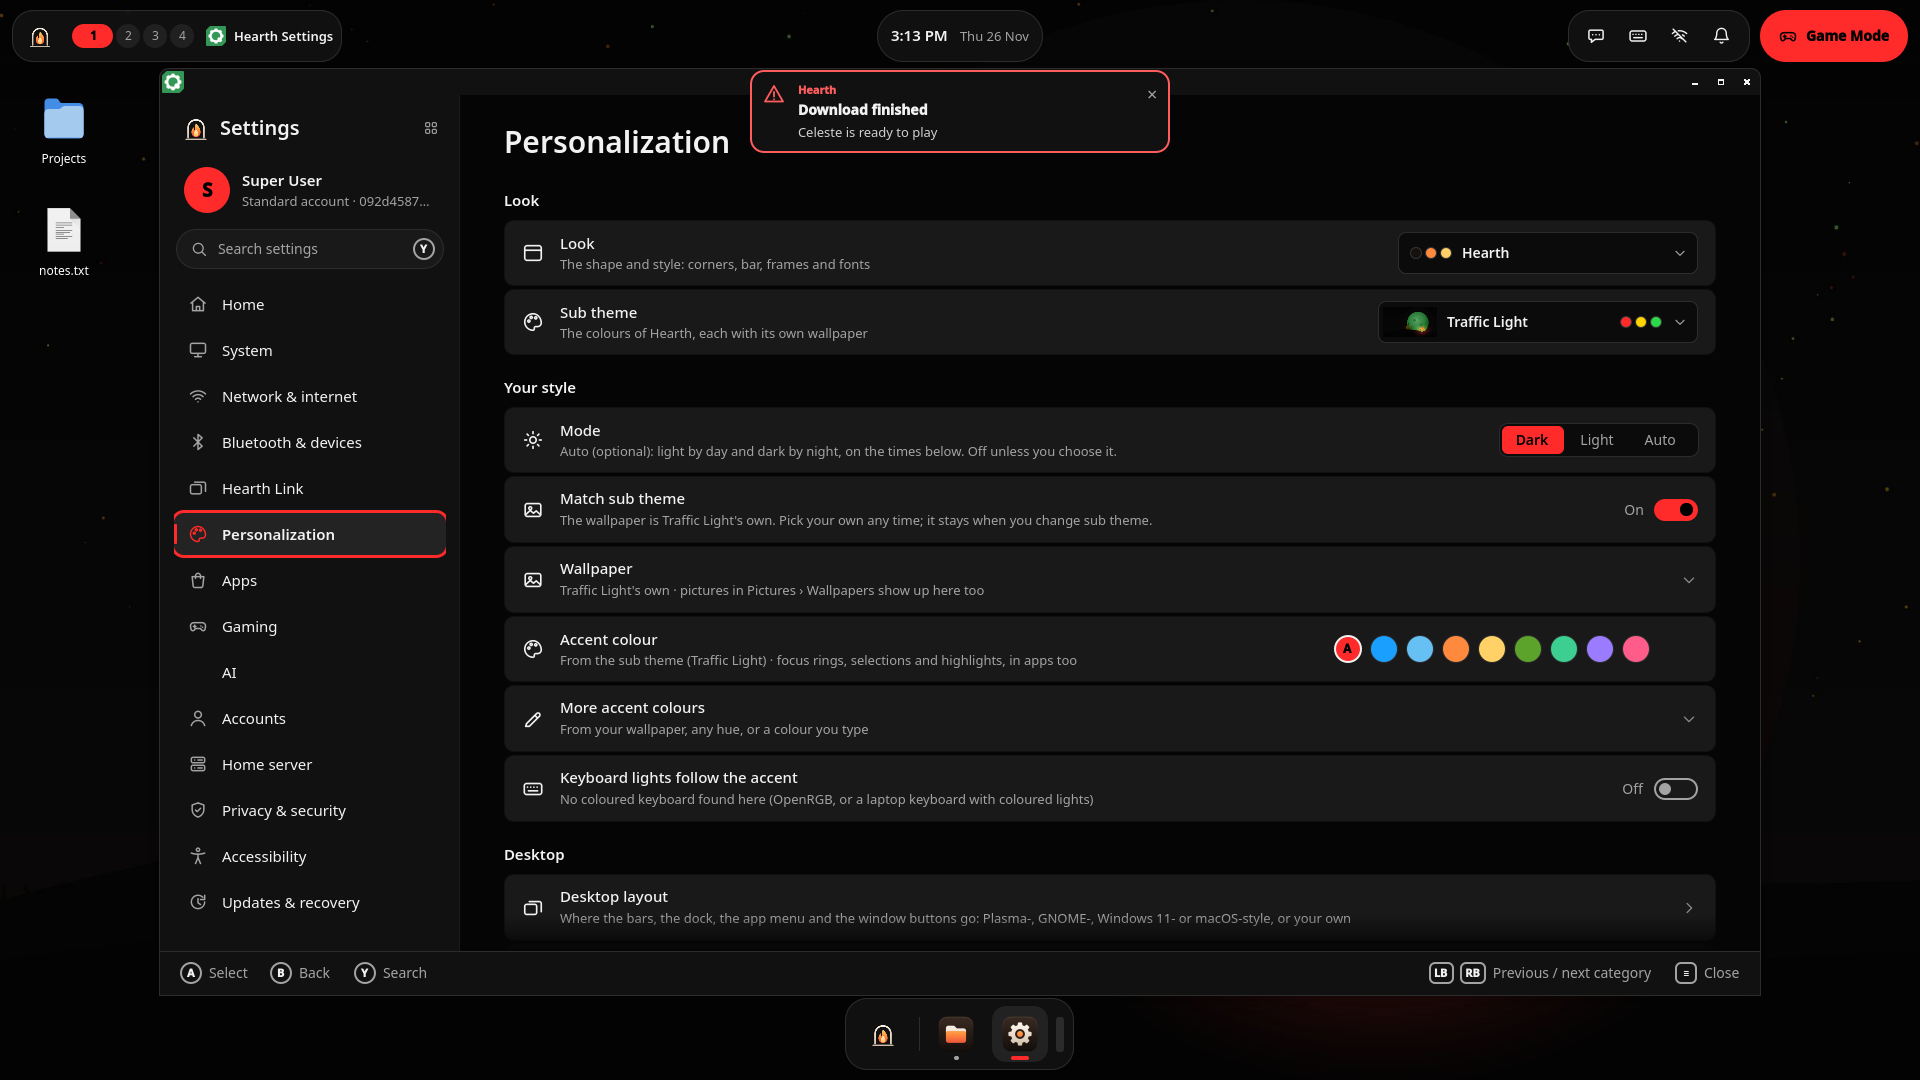 1 2 3 4 Hearth Settings
3:13 PM Thu 26 Nov
Game Mode
Projects
notes.txt
Hearth
Download finished
Celeste is ready to play
Settings
S
Super User
Standard account · 092d4587...
Search settings Y
Home
System
Network & internet
Bluetooth & devices
Hearth Link
Personalization
Apps
Gaming
AI
Accounts
Home server
Privacy & security
Accessibility
Updates & recovery
Personalization
Look
Look
The shape and style: corners, bar, frames and fonts
Hearth
Sub theme
The colours of Hearth, each with its own wallpaper
Traffic Light
Your style
Mode
Auto (optional): light by day and dark by night, on the times below. Off unless you choose it.
Dark Light Auto
Match sub theme
The wallpaper is Traffic Light's own. Pick your own any time; it stays when you change sub theme.
On
Wallpaper
Traffic Light's own · pictures in Pictures › Wallpapers show up here too
Accent colour
From the sub theme (Traffic Light) · focus rings, selections and highlights, in apps too
A
More accent colours
From your wallpaper, any hue, or a colour you type
Keyboard lights follow the accent
No coloured keyboard found here (OpenRGB, or a laptop keyboard with coloured lights)
Off
Desktop
Desktop layout
Where the bars, the dock, the app menu and the window buttons go: Plasma-, GNOME-, Windows 11- or macOS-style, or your own
A Select B Back Y Search
LB RB Previous / next category Close